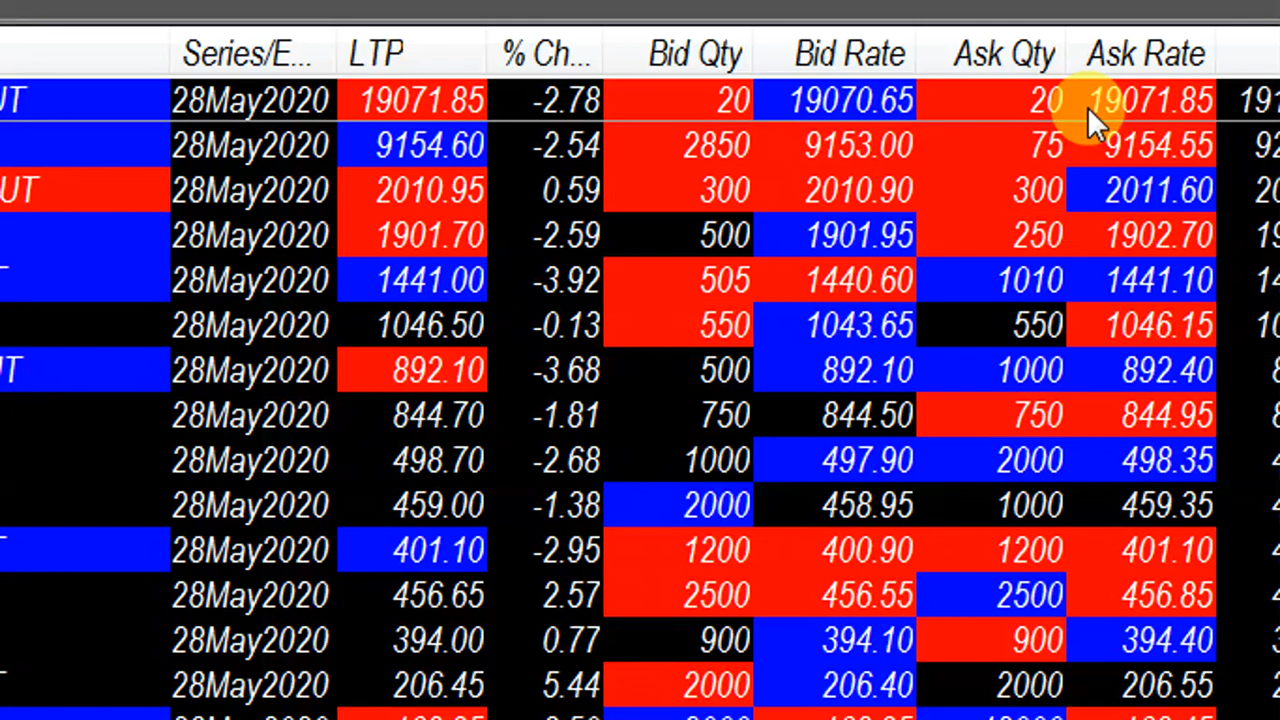 Series/E... LTP % Ch... Bid Qty Bid Rate Ask Qty Ask Rate
UT 28May2020 19071.85 -2.78 20 19070.65 20 19071.85 191
28May2020 9154.60 -2.54 2850 9153.00 75 9154.55 92
UT 28May2020 2010.95 0.59 300 2010.90 300 2011.60 20
28May2020 1901.70 -2.59 500 1901.95 250 1902.70 19
28May2020 1441.00 -3.92 505 1440.60 1010 1441.10 14
28May2020 1046.50 -0.13 550 1043.65 550 1046.15 10
UT 28May2020 892.10 -3.68 500 892.10 1000 892.40
28May2020 844.70 -1.81 750 844.50 750 844.95
28May2020 498.70 -2.68 1000 497.90 2000 498.35
28May2020 459.00 -1.38 2000 458.95 1000 459.35
28May2020 401.10 -2.95 1200 400.90 1200 401.10
28May2020 456.65 2.57 2500 456.55 2500 456.85
28May2020 394.00 0.77 900 394.10 900 394.40
28May2020 206.45 5.44 2000 206.40 2000 206.55